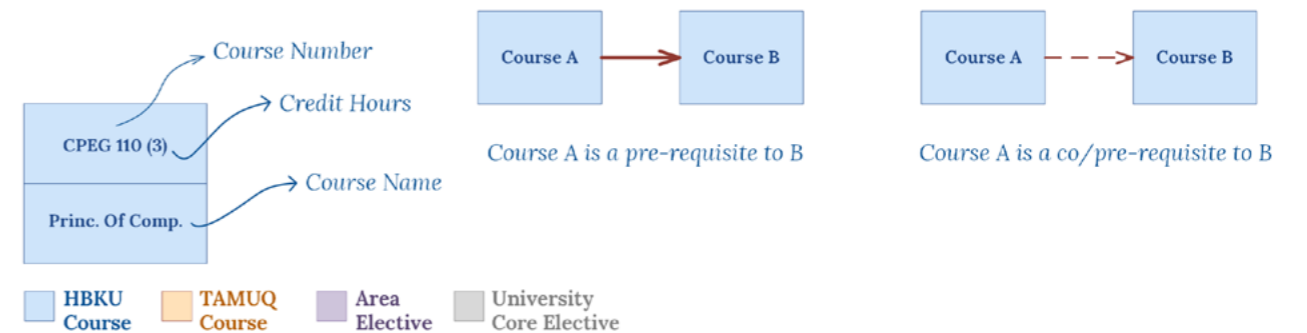 Course Number
Credit Hours
CPEG 110 (3)
Course Name
Princ. Of Comp.
Course A
Course B
Course A is a pre-requisite to B
Course A
Course B
Course A is a co/pre-requisite to B
HBKU
Course
TAMUQ
Course
Area
Elective
University
Core Elective